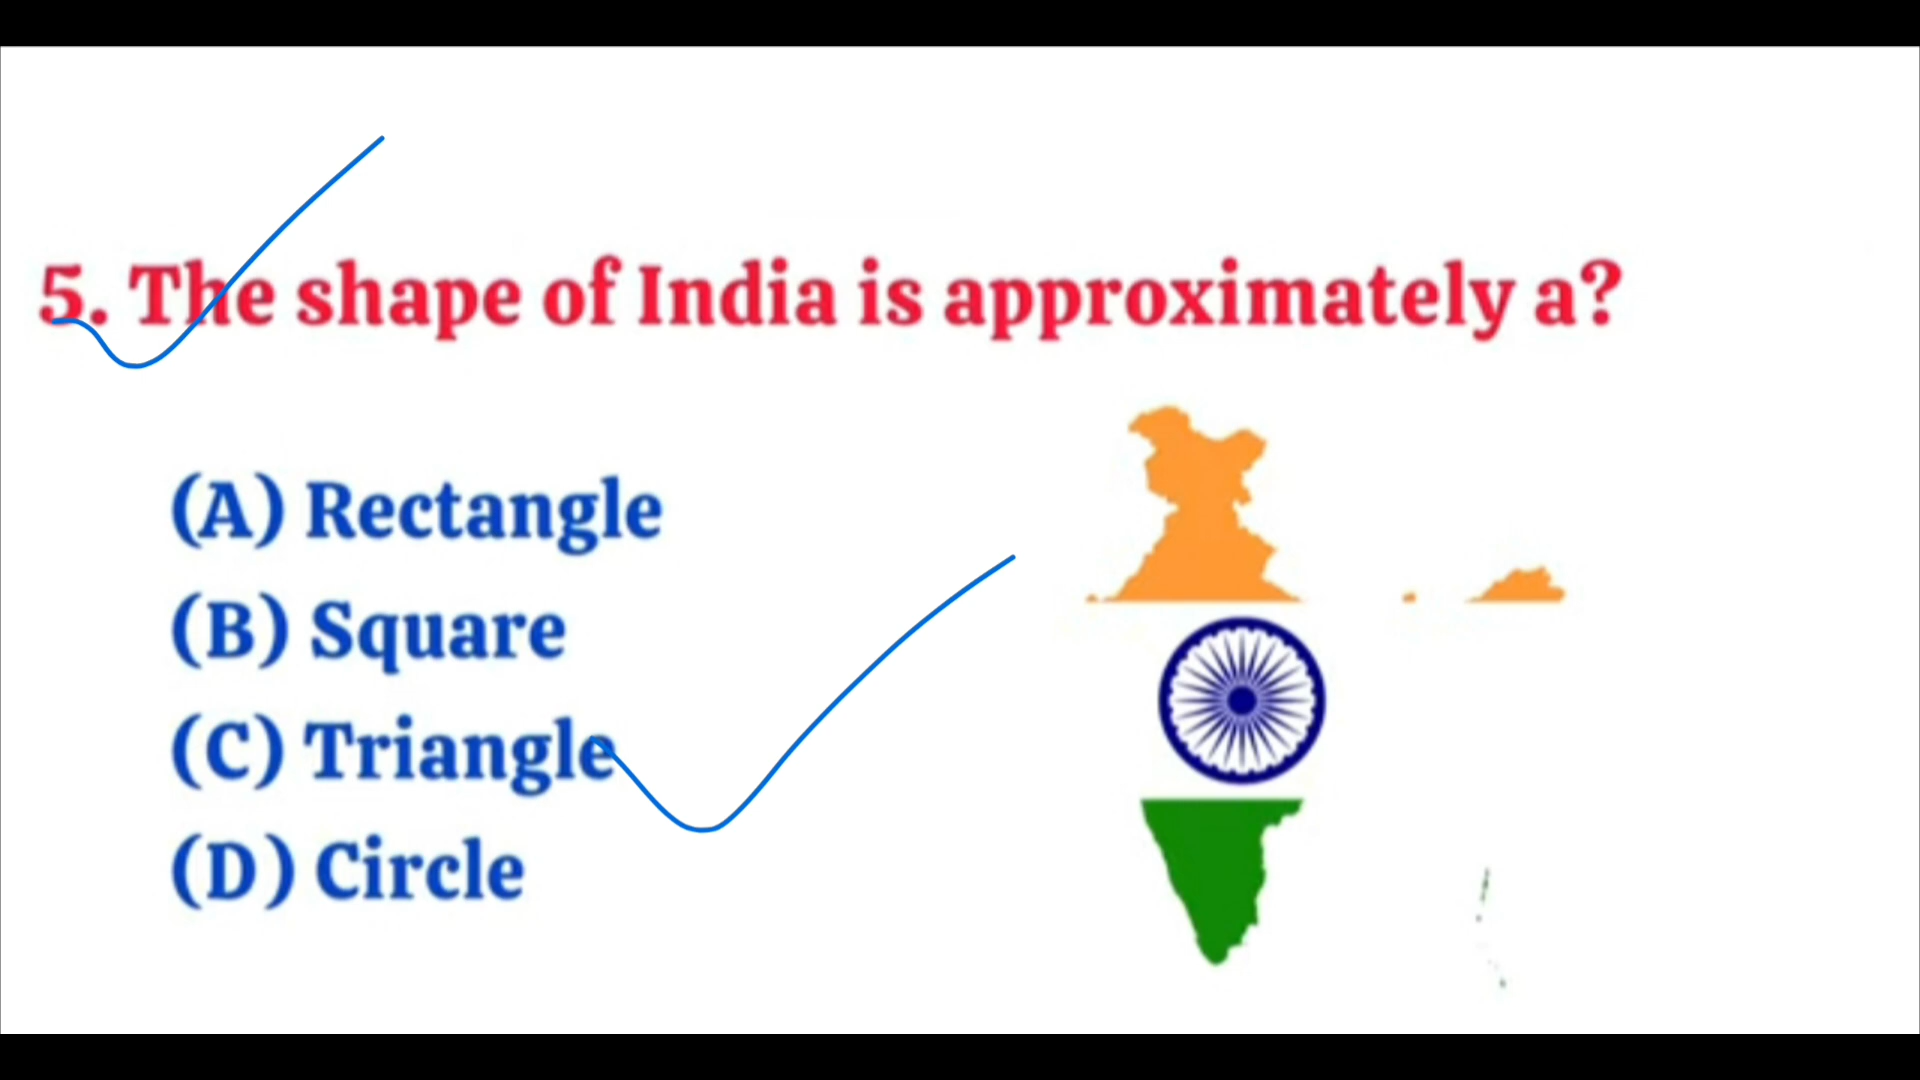 5. The shape of India is approximately a?
(A) Rectangle
(B) Square
(C) Triangle
(D) Circle